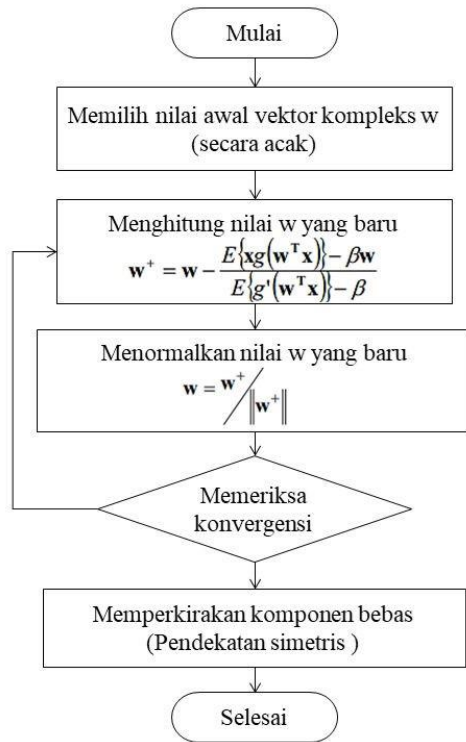 Mulai
Memilih nilai awal vektor kompleks w
(secara acak)
Menghitung nilai w yang baru
w⁺ = w − E{xg(wᵀx)} − βw / E{g'(wᵀx)} − β
Menormalkan nilai w yang baru
w = w⁺ / ‖w⁺‖
Memeriksa
konvergensi
Memperkirakan komponen bebas
(Pendekatan simetris )
Selesai